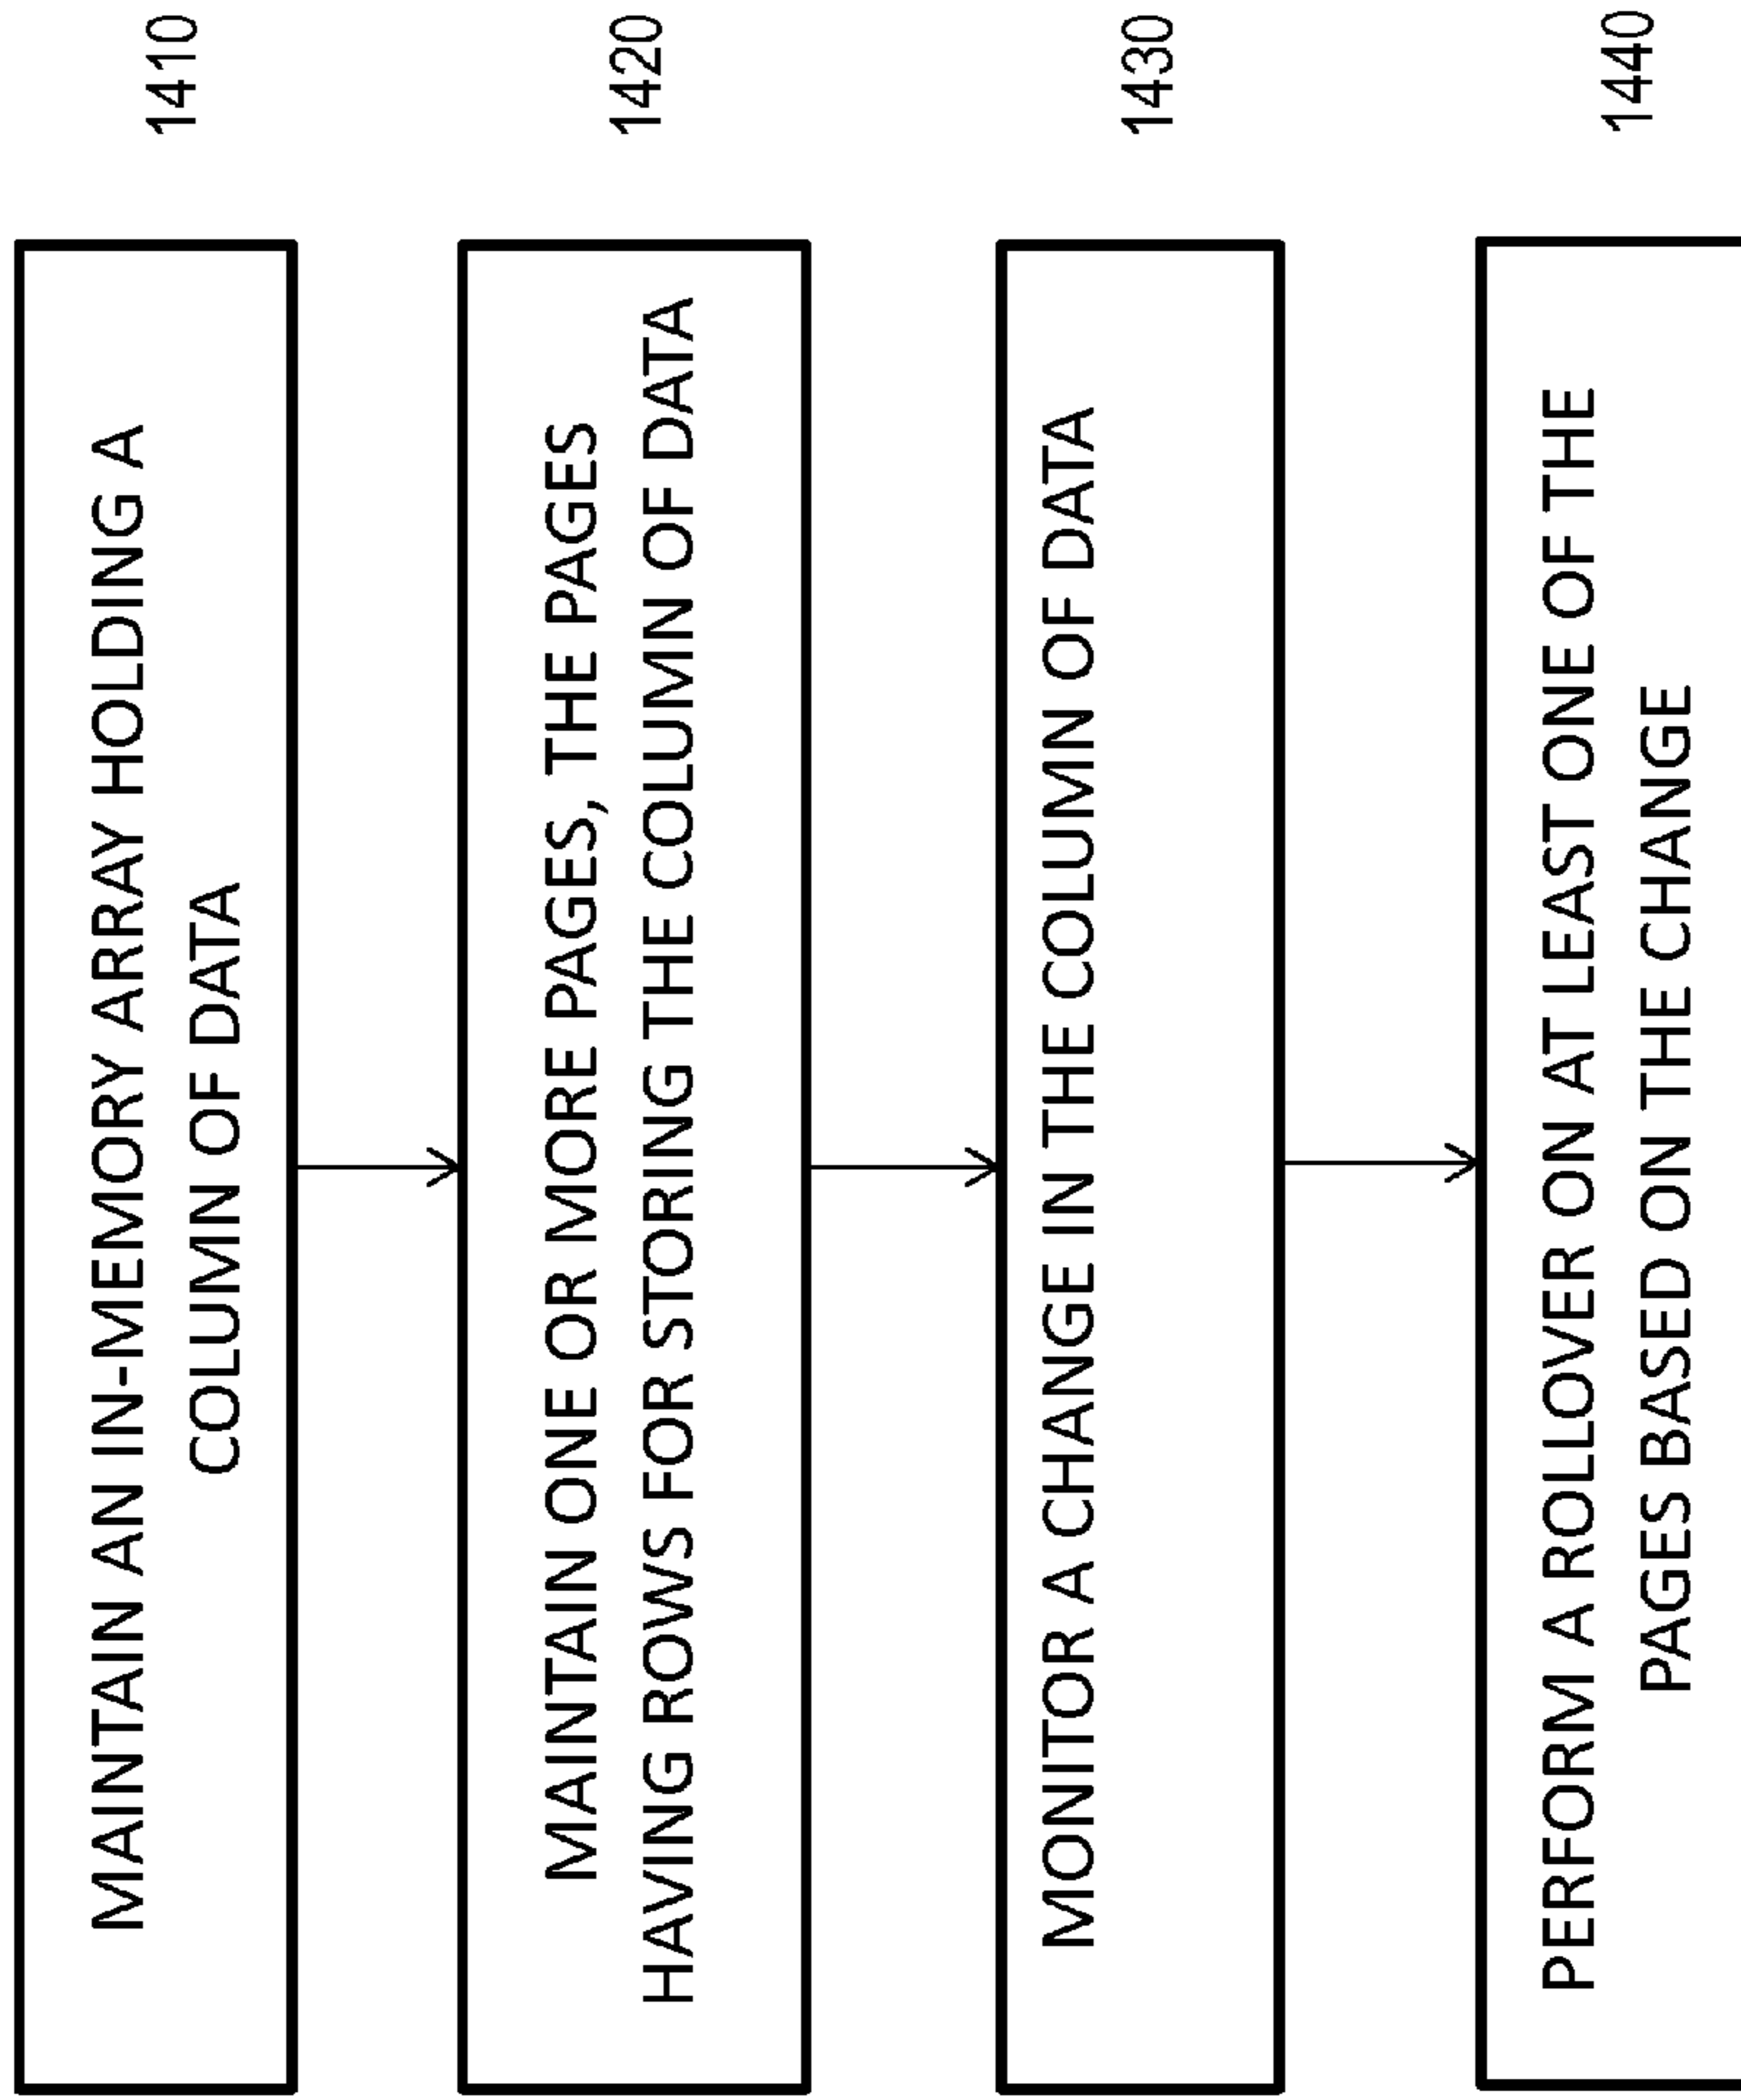 MAINTAIN AN IN-MEMORY ARRAY HOLDING A
COLUMN OF DATA
1410
MAINTAIN ONE OR MORE PAGES, THE PAGES
HAVING ROWS FOR STORING THE COLUMN OF DATA
1420
MONITOR A CHANGE IN THE COLUMN OF DATA
1430
PERFORM A ROLLOVER ON AT LEAST ONE OF THE
PAGES BASED ON THE CHANGE
1440